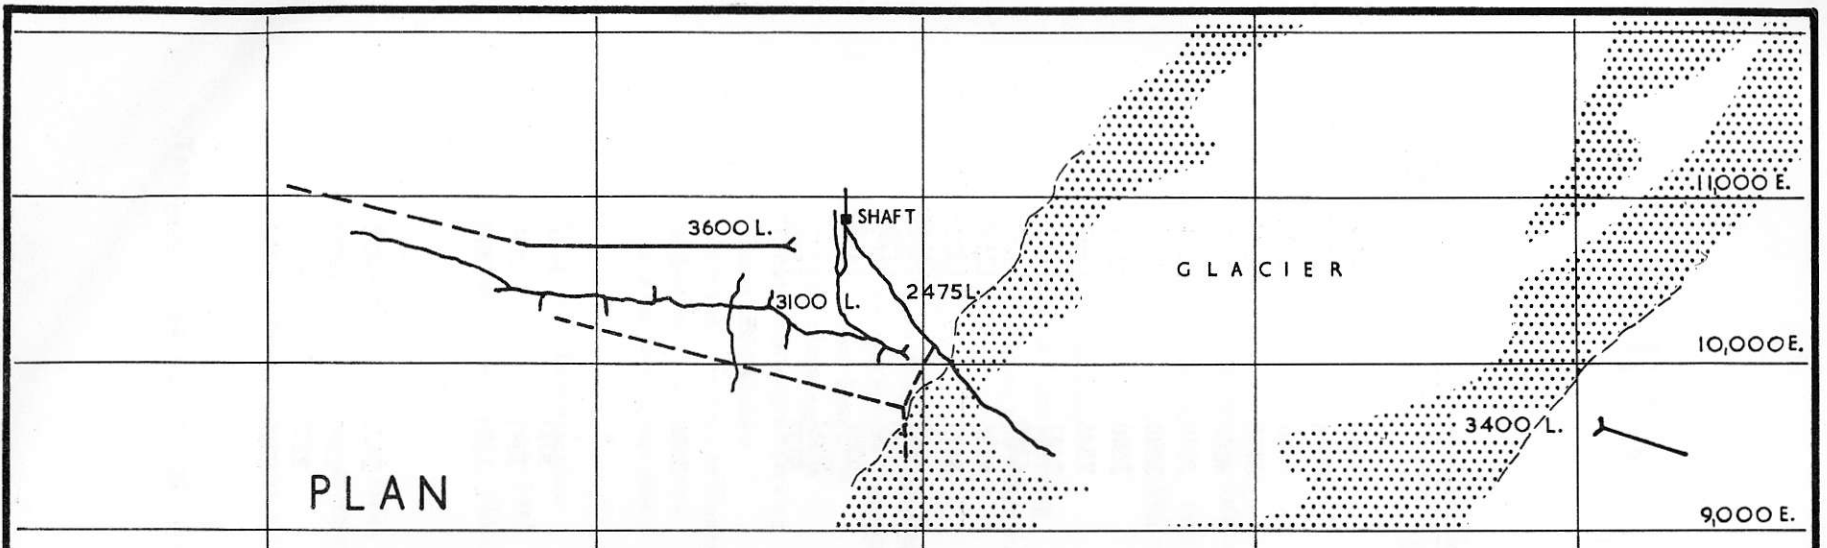 11,000 E.
SHAFT
3600 L.
GLACIER
2475 L.
3100 L.
10,000 E.
3400 L.
PLAN
9,000 E.